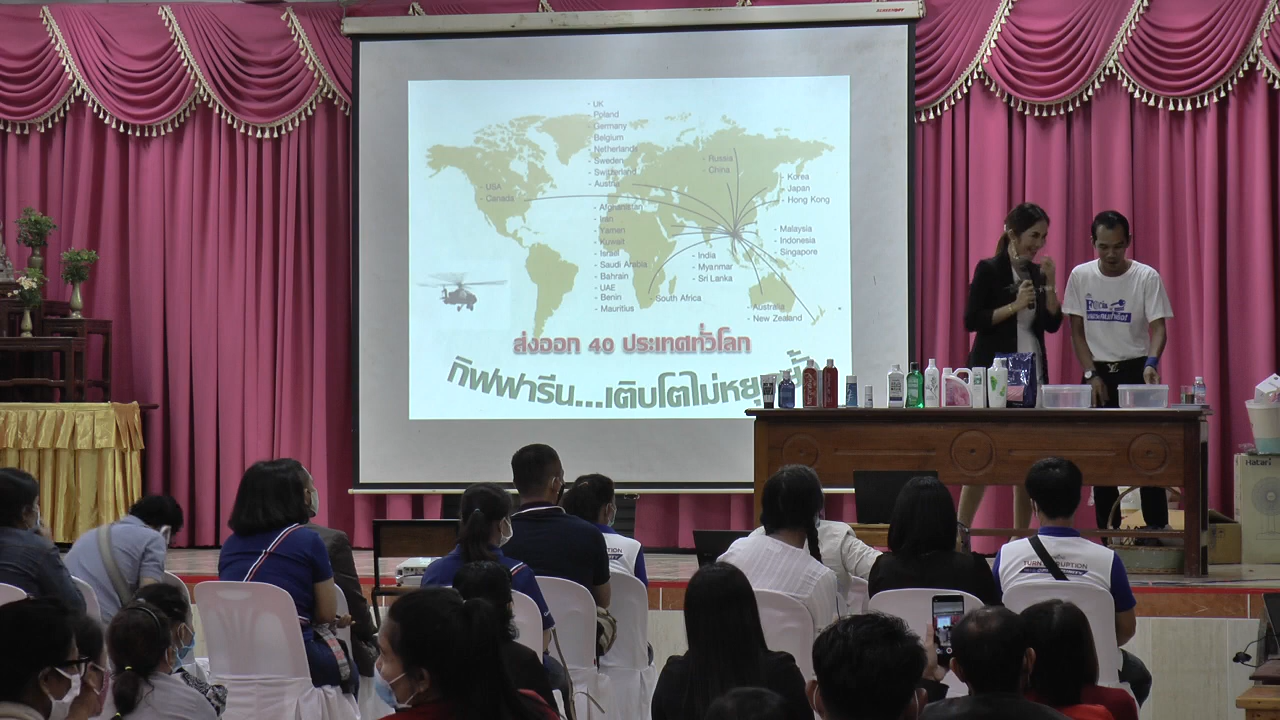 · UK
· Poland
· Germany
· Belgium
· Netherlands
· Sweden
· Switzerland
· Austria
· USA
· Canada
· Russia
· China
· Korea
· Japan
· Hong Kong
· Afghanistan
· Iran
· Yemen
· Kuwait
· Israel
· Saudi Arabia
· Bahrain
· UAE
· Benin
· Mauritius
· Malaysia
· Indonesia
· Singapore
· India
· Myanmar
· Sri Lanka
· South Africa
· Australia
· New Zealand
ส่งออก 40 ประเทศทั่วโลก
กิฟฟารีน...เติบโตไม่หยุด
TURN
Hatari